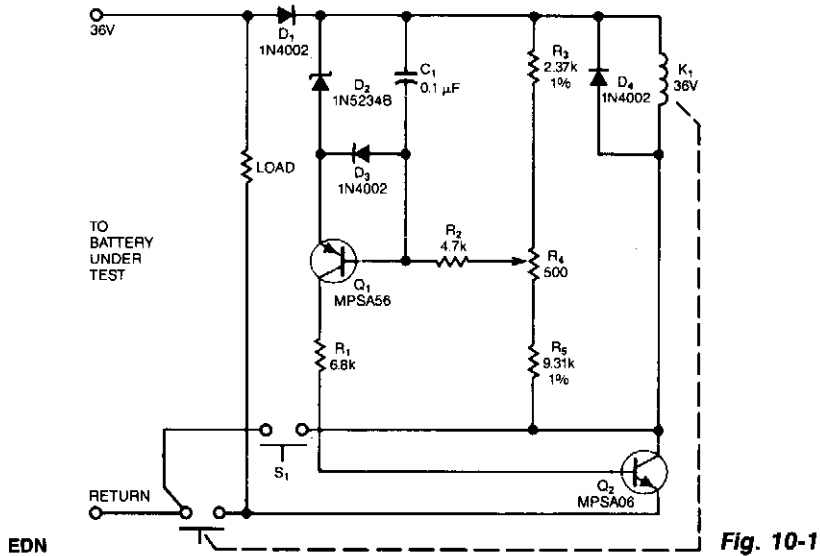 36V
D1
1N4002
D2
1N5234B
C1
0.1 µF
R3
2.37k
1%
D4
1N4002
K1
36V
D3
1N4002
LOAD
TO
BATTERY
UNDER
TEST
R2
4.7k
R4
500
Q1
MPSA56
R1
6.8k
R5
9.31k
1%
S1
Q2
MPSA06
RETURN
EDN
Fig. 10-1